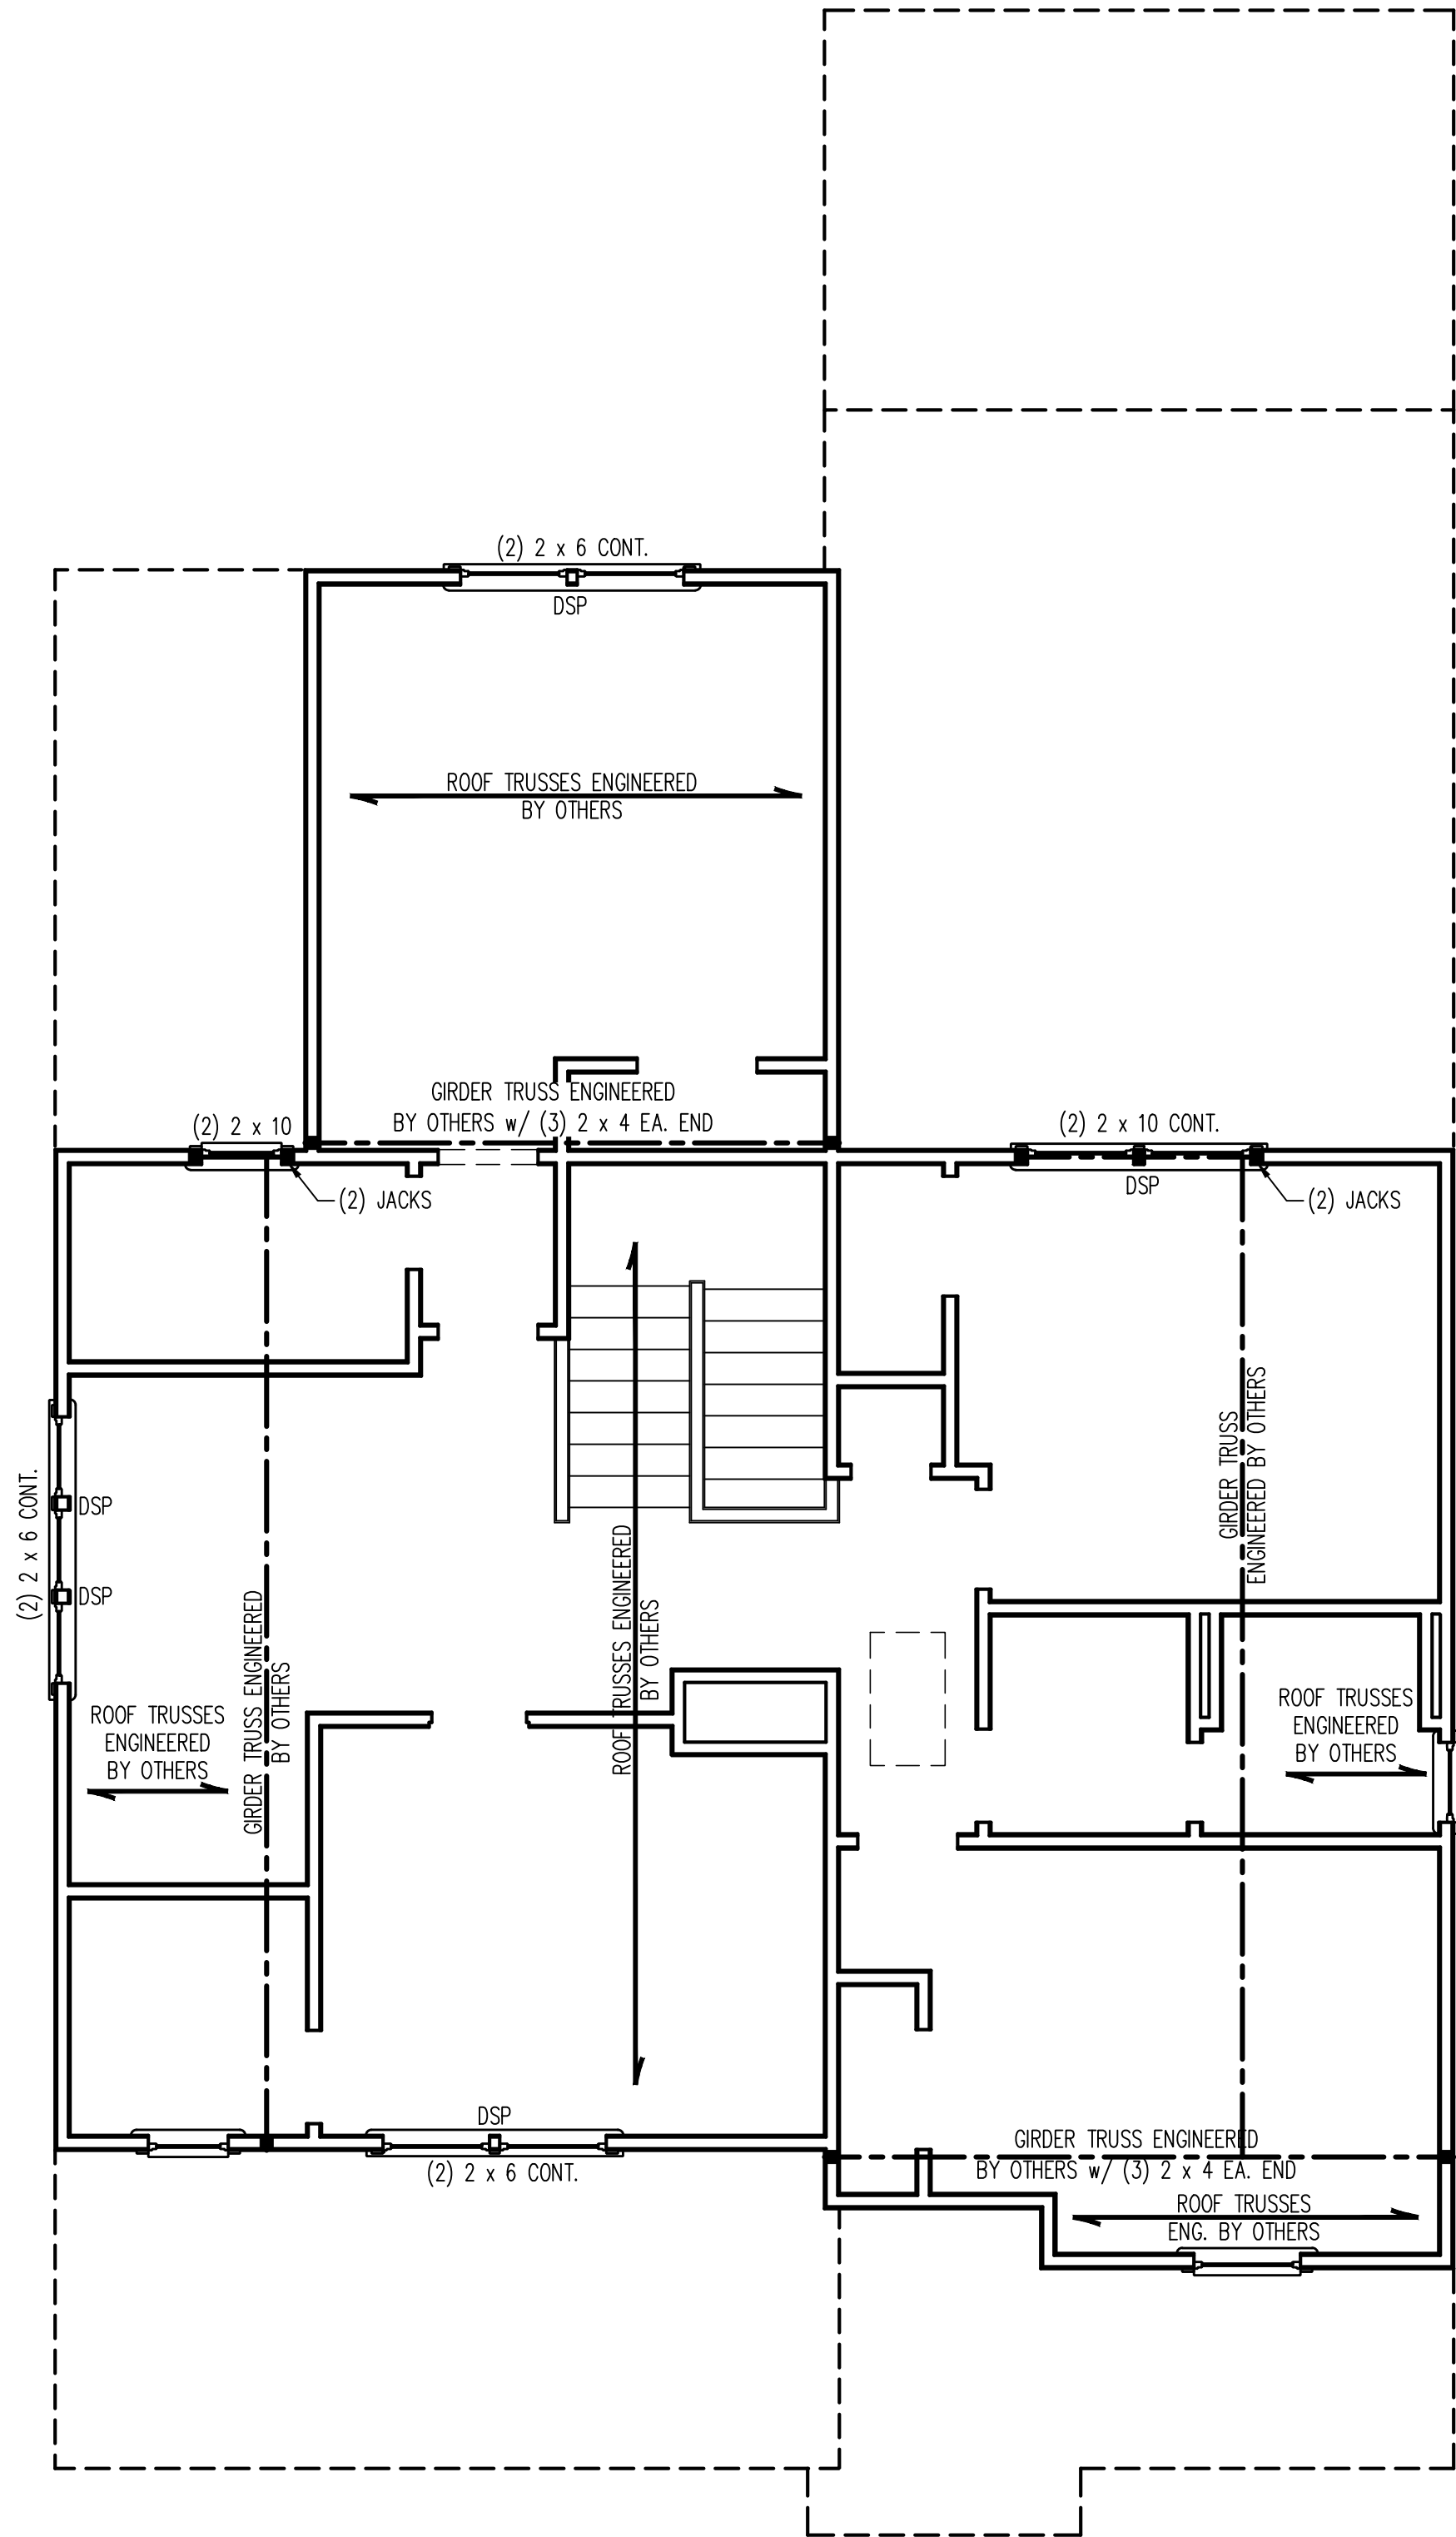 (2) 2 x 6 CONT.
DSP
ROOF TRUSSES ENGINEERED
BY OTHERS
GIRDER TRUSS ENGINEERED
BY OTHERS w/ (3) 2 x 4 EA. END
(2) 2 x 10
(2) JACKS
(2) 2 x 10 CONT.
DSP
(2) JACKS
(2) 2 x 6 CONT.
DSP
DSP
GIRDER TRUSS
ENGINEERED BY OTHERS
ROOF TRUSSES ENGINEERED
BY OTHERS
GIRDER TRUSS ENGINEERED
BY OTHERS
ROOF TRUSSES
ENGINEERED
BY OTHERS
ROOF TRUSSES
ENGINEERED
BY OTHERS
DSP
(2) 2 x 6 CONT.
GIRDER TRUSS ENGINEERED
BY OTHERS w/ (3) 2 x 4 EA. END
ROOF TRUSSES
ENG. BY OTHERS